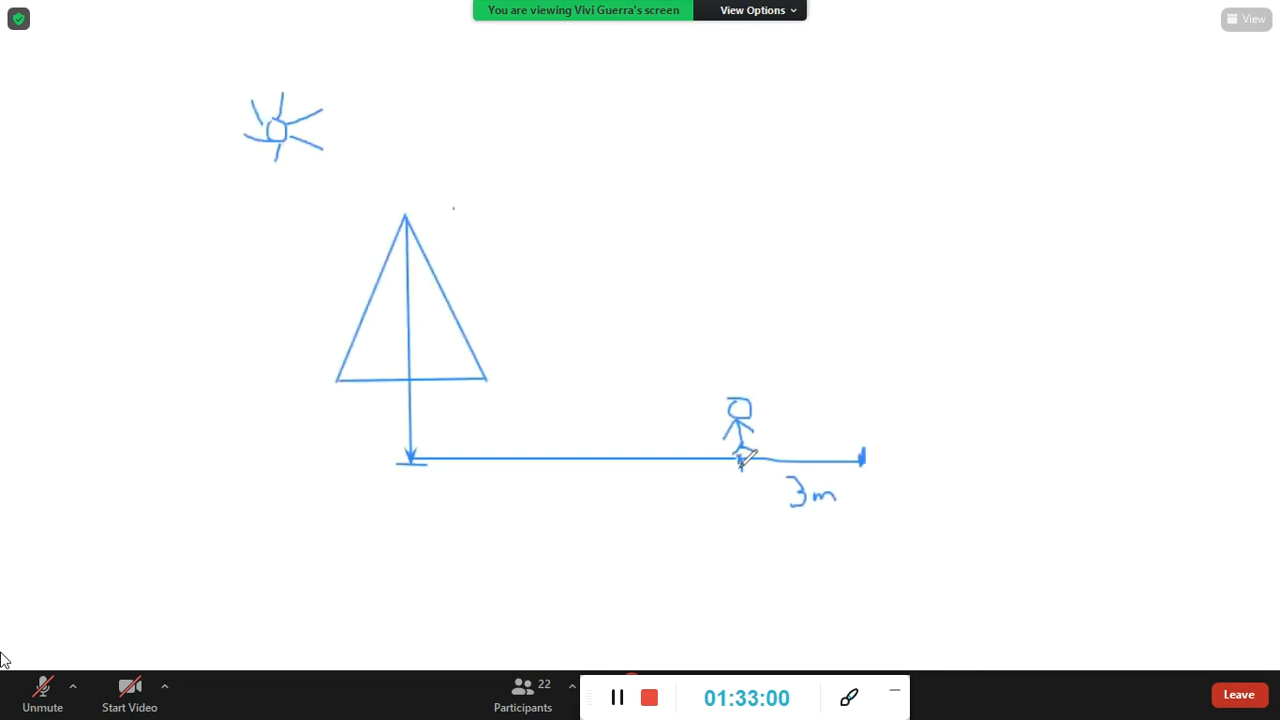 You are viewing Vivi Guerra's screen
View Options
View
3m
Unmute
Start Video
22
Participants
01:33:00
Leave